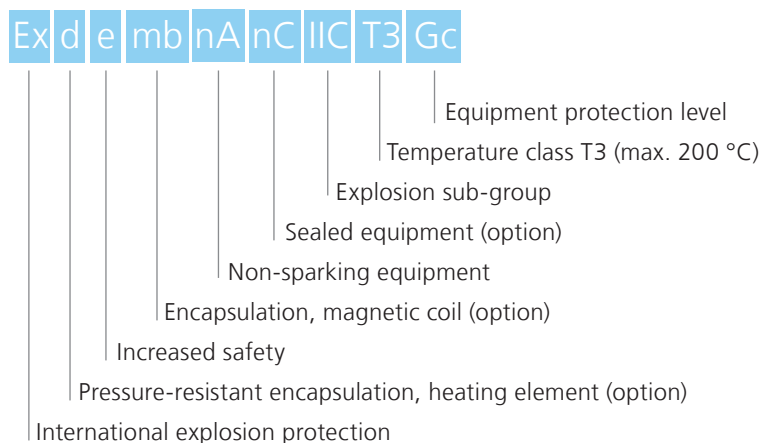 Ex d e mb nA nC IIC T3 Gc
Equipment protection level
Temperature class T3 (max. 200 °C)
Explosion sub-group
Sealed equipment (option)
Non-sparking equipment
Encapsulation, magnetic coil (option)
Increased safety
Pressure-resistant encapsulation, heating element (option)
International explosion protection